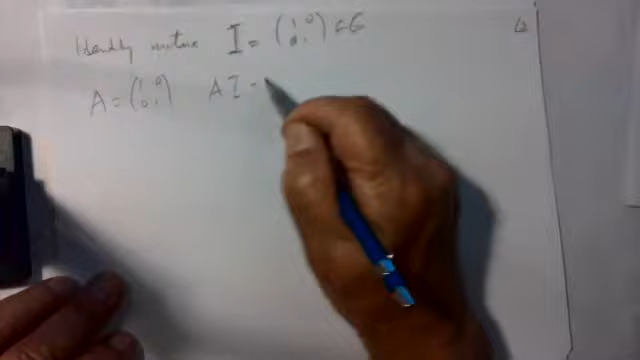 Identity matrix I = (1 0 0 1) ∈ G
A = (1 0 0 1) A I =